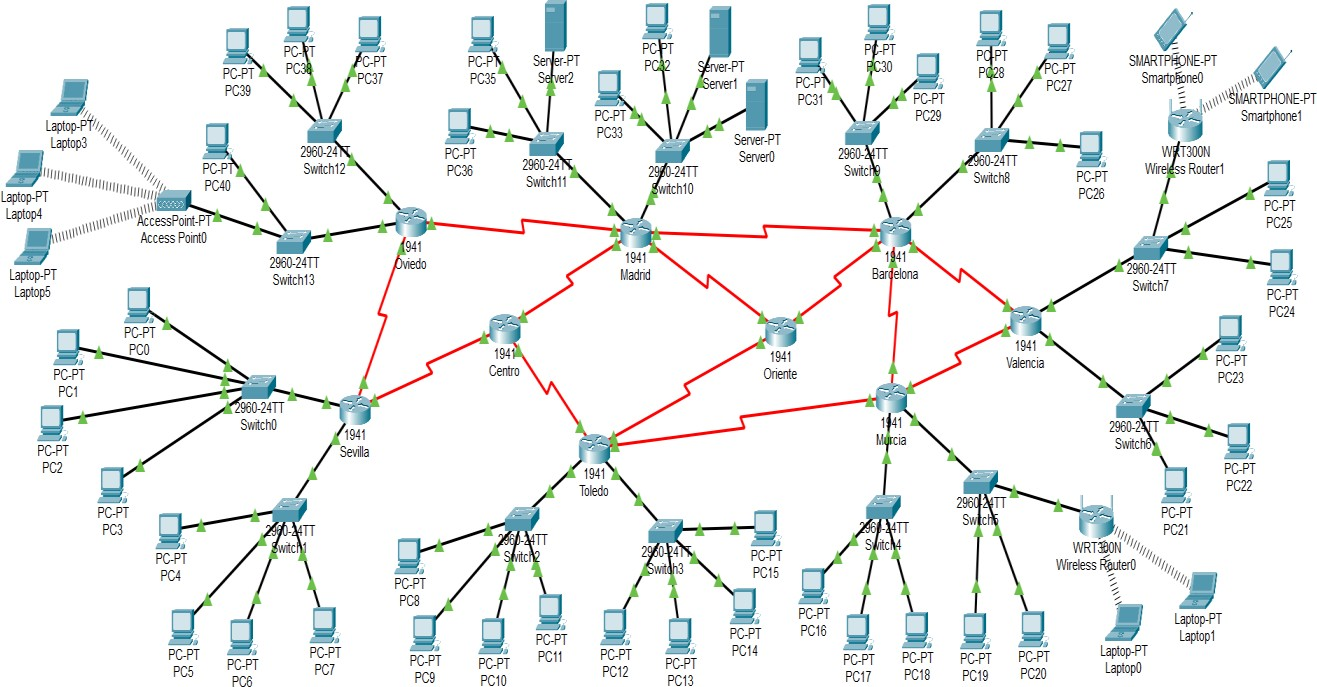 PC-PT
PC39
PC-PT
PC38
PC-PT
PC37
PC-PT
PC35
Server-PT
Server2
PC-PT
PC32
Server-PT
Server1
PC-PT
PC33
Server-PT
Server0
PC-PT
PC36
PC-PT
PC31
PC-PT
PC30
PC-PT
PC29
PC-PT
PC28
PC-PT
PC27
PC-PT
PC26
SMARTPHONE-PT
Smartphone0
SMARTPHONE-PT
Smartphone1
WRT300N
Wireless Router1
Laptop-PT
Laptop3
Laptop-PT
Laptop4
Laptop-PT
Laptop5
AccessPoint-PT
Access Point0
PC-PT
PC40
2960-24TT
Switch12
2960-24TT
Switch13
2960-24TT
Switch11
2960-24TT
Switch10
2960-24TT
Switch9
2960-24TT
Switch8
2960-24TT
Switch7
PC-PT
PC25
PC-PT
PC24
1941
Oviedo
1941
Madrid
1941
Barcelona
1941
Centro
1941
Oriente
1941
Valencia
PC-PT
PC0
PC-PT
PC1
PC-PT
PC2
PC-PT
PC3
2960-24TT
Switch0
1941
Sevilla
1941
Toledo
1941
Murcia
2960-24TT
Switch6
PC-PT
PC23
PC-PT
PC22
PC-PT
PC21
2960-24TT
Switch1
PC-PT
PC4
PC-PT
PC5
PC-PT
PC6
PC-PT
PC7
2960-24TT
Switch2
PC-PT
PC8
PC-PT
PC9
PC-PT
PC10
PC-PT
PC11
2960-24TT
Switch3
PC-PT
PC12
PC-PT
PC13
PC-PT
PC14
PC-PT
PC15
2960-24TT
Switch4
PC-PT
PC16
PC-PT
PC17
PC-PT
PC18
2960-24TT
Switch5
PC-PT
PC19
PC-PT
PC20
WRT300N
Wireless Router0
Laptop-PT
Laptop0
Laptop-PT
Laptop1